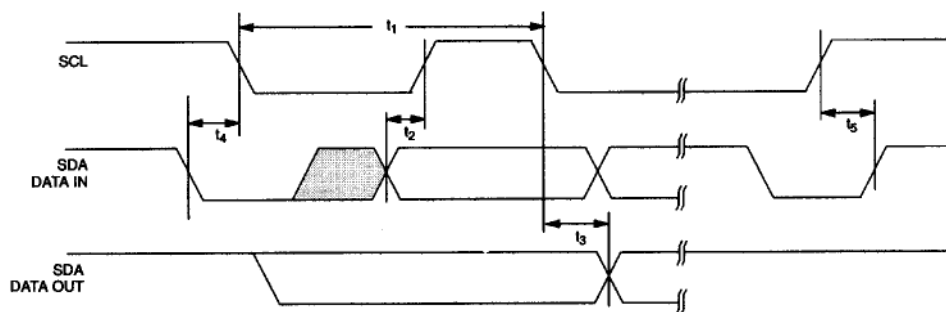 t₁
SCL
t₄
t₂
t₅
SDA
DATA IN
t₃
SDA
DATA OUT